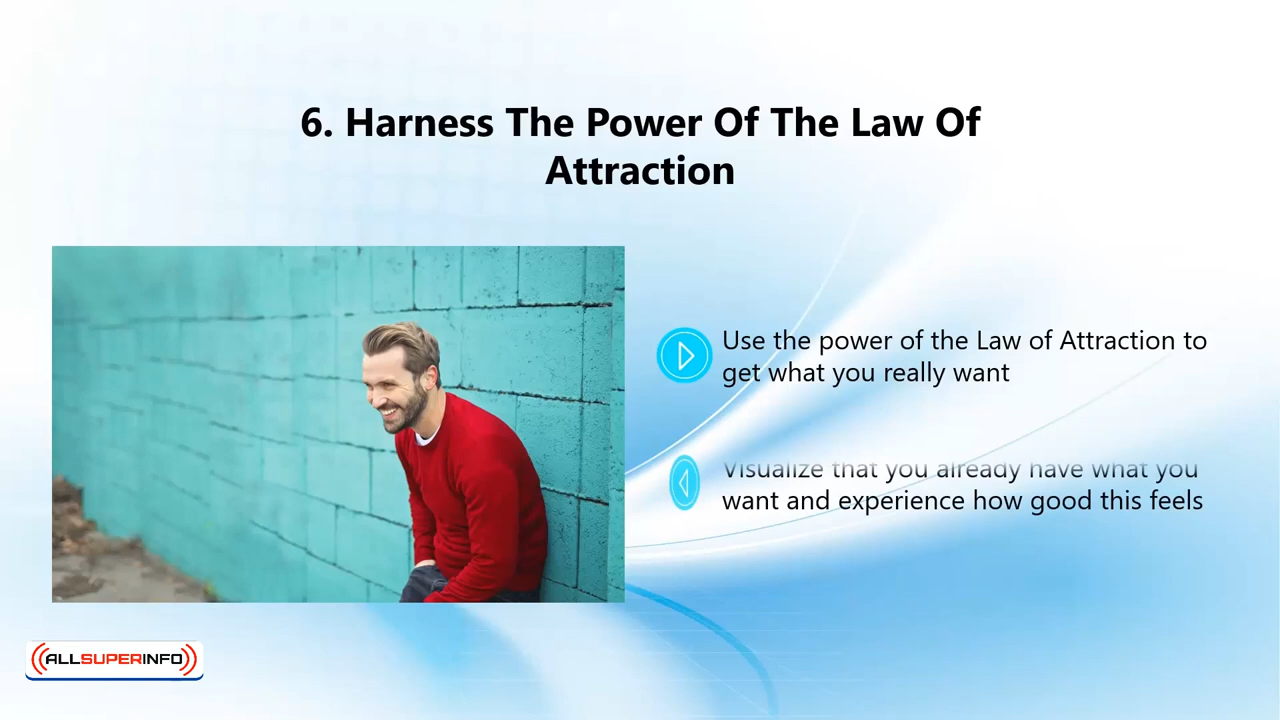 6. Harness The Power Of The Law Of
Attraction
Use the power of the Law of Attraction to
get what you really want
Visualize that you already have what you
want and experience how good this feels
ALLSUPERINFO